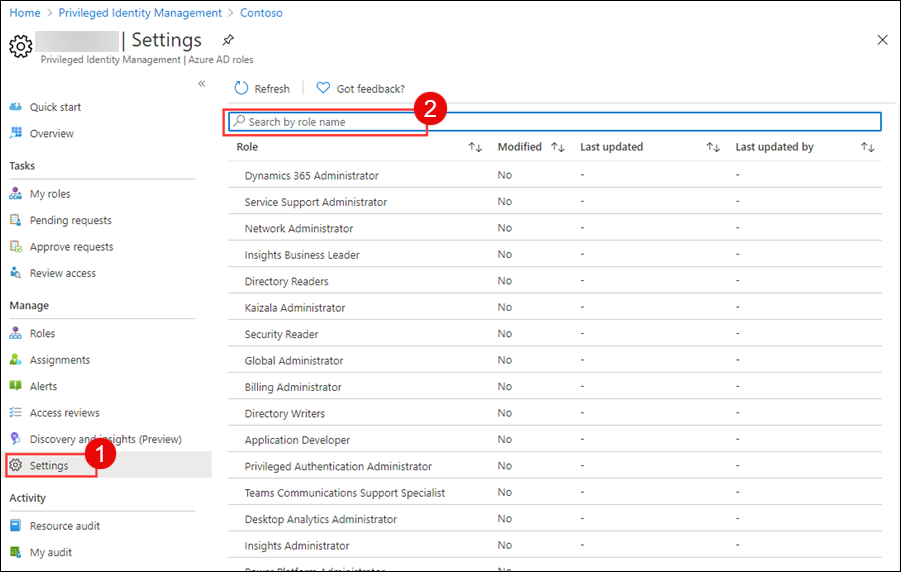 Home > Privileged Identity Management > Contoso
| Settings
Privileged Identity Management | Azure AD roles
«
Quick start
Overview
Tasks
My roles
Pending requests
Approve requests
Review access
Manage
Roles
Assignments
Alerts
Access reviews
Discovery and insights (Preview)
1
Settings
Activity
Resource audit
My audit
Refresh | Got feedback?
2
Search by role name
Role Modified Last updated Last updated by
Dynamics 365 Administrator No - -
Service Support Administrator No - -
Network Administrator No - -
Insights Business Leader No - -
Directory Readers No - -
Kaizala Administrator No - -
Security Reader No - -
Global Administrator No - -
Billing Administrator No - -
Directory Writers No - -
Application Developer No - -
Privileged Authentication Administrator No - -
Teams Communications Support Specialist No - -
Desktop Analytics Administrator No - -
Insights Administrator No - -
Power Platform Administrator No - -